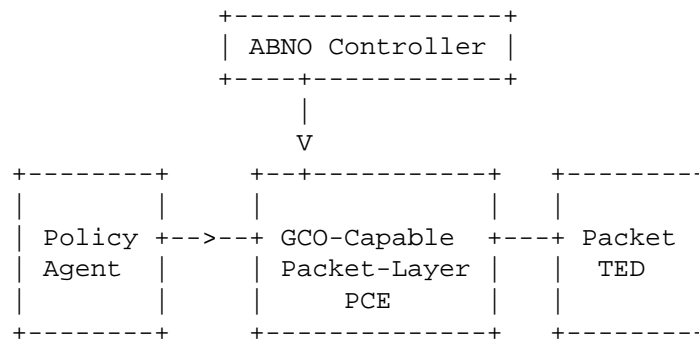 ABNO Controller
Policy GCO-Capable Packet
Agent Packet-Layer TED
PCE